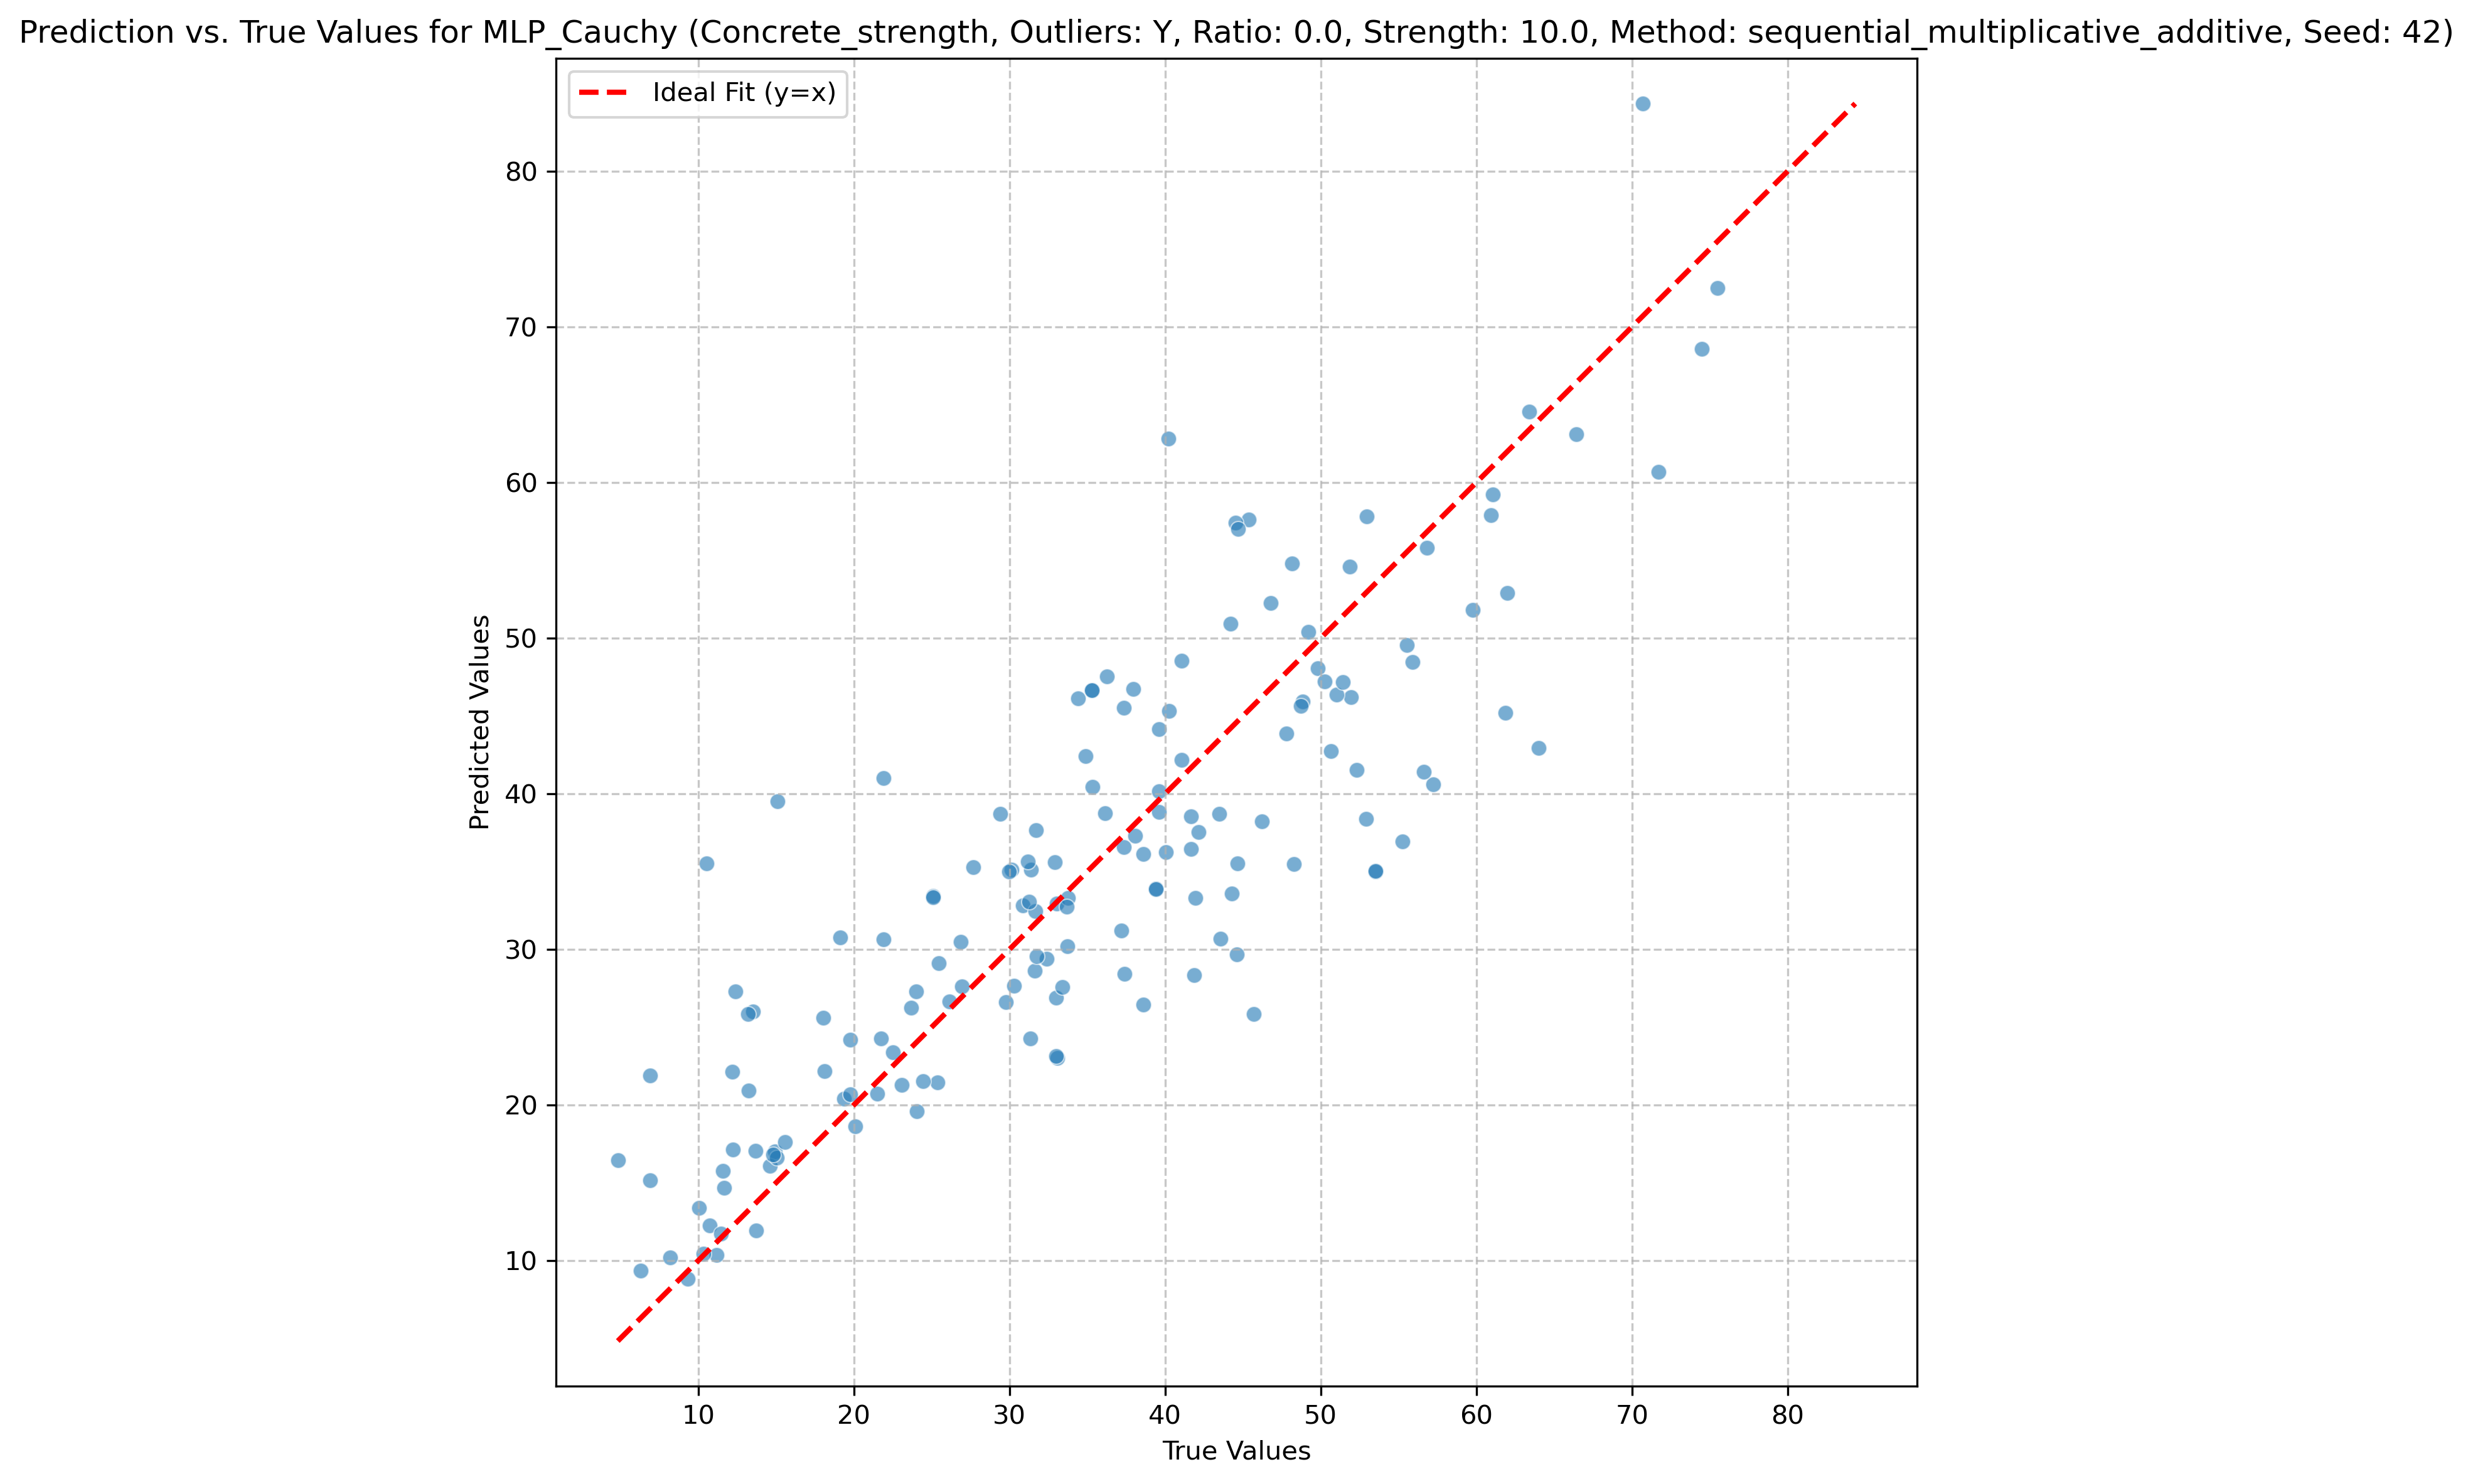 Prediction vs. True Values for MLP_Cauchy (Concrete_strength, Outliers: Y, Ratio: 0.0, Strength: 10.0, Method: sequential_multiplicative_additive, Seed: 42)
Ideal Fit (y=x)
80
70
60
50
40
30
20
10
Predicted Values
10 20 30 40 50 60 70 80
True Values